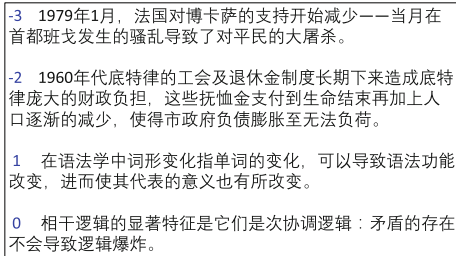 -3 1979年1月，法国对博卡萨的支持开始减少——当月在
首都班戈发生的骚乱导致了对平民的大屠杀。
-2 1960年代底特律的工会及退休金制度长期下来造成底特
律庞大的财政负担，这些抚恤金支付到生命结束再加上人
口逐渐的减少，使得市政府负债膨胀至无法负荷。
1 在语法学中词形变化指单词的变化，可以导致语法功能
改变，进而使其代表的意义也有所改变。
0 相干逻辑的显著特征是它们是次协调逻辑：矛盾的存在
不会导致逻辑爆炸。